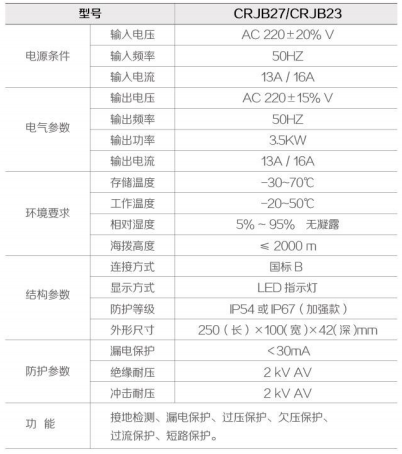 型号 CRJB27/CRJB23
电源条件 输入电压 AC 220±20% V
输入频率 50HZ
输入电流 13A / 16A
电气参数 输出电压 AC 220±15% V
输出频率 50HZ
输出功率 3.5KW
输出电流 13A / 16A
环境要求 存储温度 -30~70℃
工作温度 -20~50℃
相对湿度 5% ~ 95% 无凝露
海拨高度 ≤ 2000 m
结构参数 连接方式 国标 B
显示方式 LED 指示灯
防护等级 IP54 或 IP67（加强款）
外形尺寸 250（长）×100(宽)×42(深)mm
防护参数 漏电保护 <30mA
绝缘耐压 2 kV AV
冲击耐压 2 kV AV
功 能 接地检测、漏电保护、过压保护、欠压保护、
过流保护、短路保护。